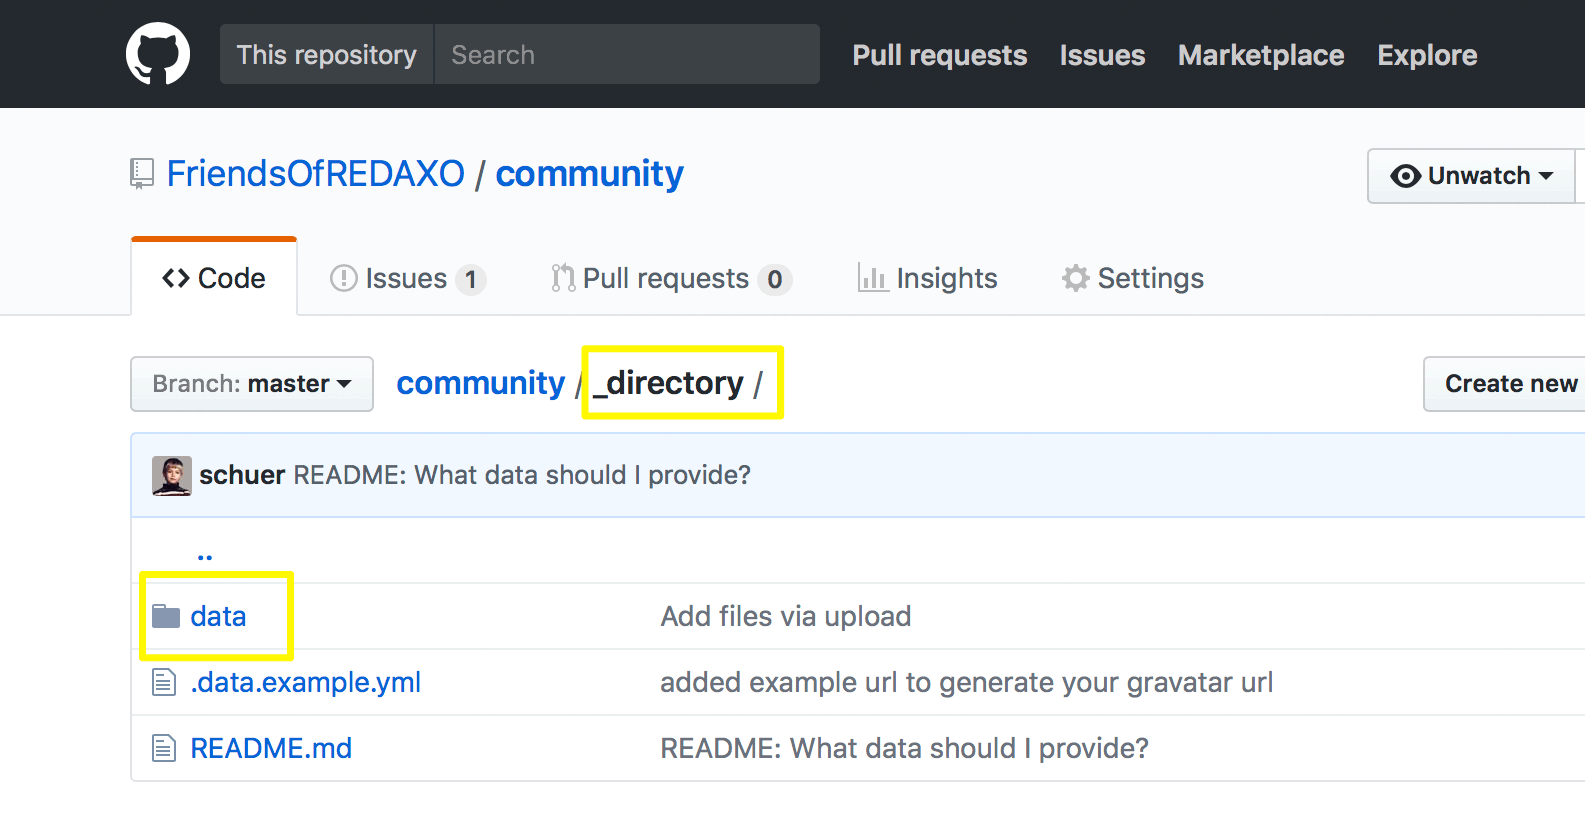 This repository Search Pull requests Issues Marketplace Explore
FriendsOfREDAXO / community Unwatch
Code Issues 1 Pull requests 0 Insights Settings
Branch: master community / _directory / Create new
schuer README: What data should I provide?
..
data Add files via upload
.data.example.yml added example url to generate your gravatar url
README.md README: What data should I provide?